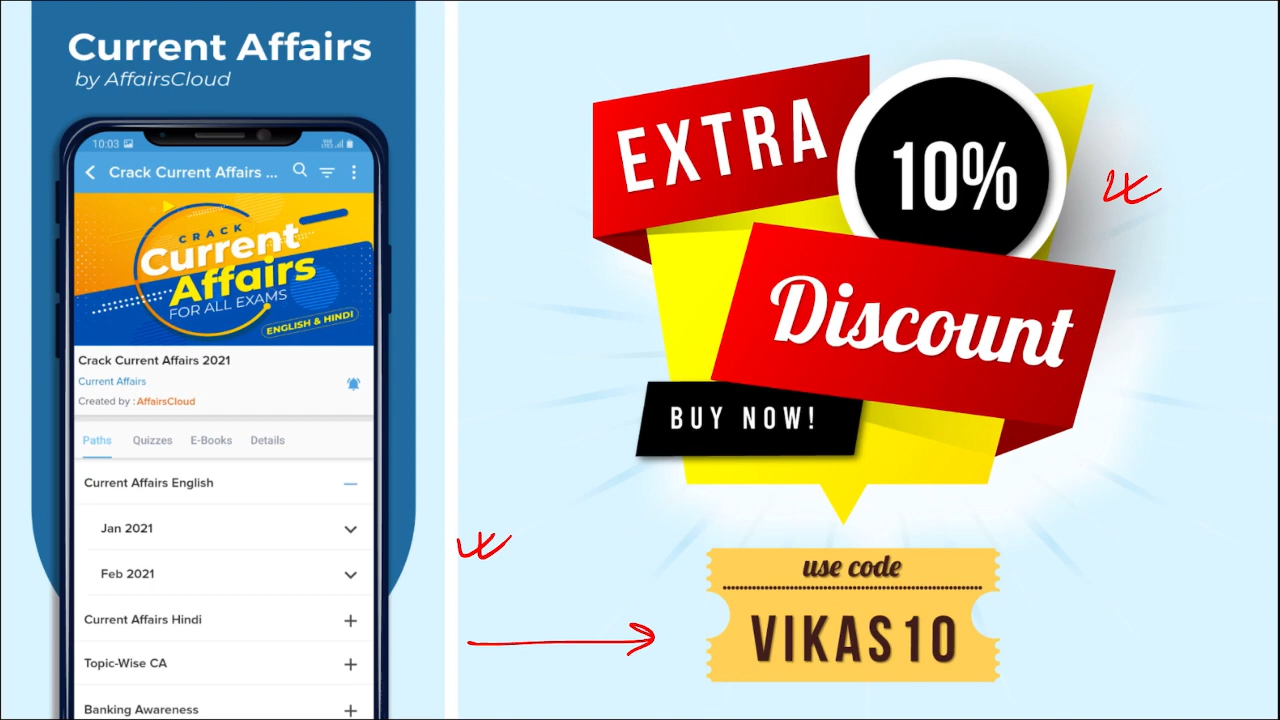 Current Affairs
by AffairsCloud
10:03
Crack Current Affairs ...
CRACK
Current
Affairs
FOR ALL EXAMS
ENGLISH & HINDI
Crack Current Affairs 2021
Current Affairs
Created by : AffairsCloud
Paths Quizzes E-Books Details
Current Affairs English
Jan 2021
Feb 2021
Current Affairs Hindi
Topic-Wise CA
Banking Awareness
EXTRA
10%
Discount
BUY NOW!
use code
VIKAS10